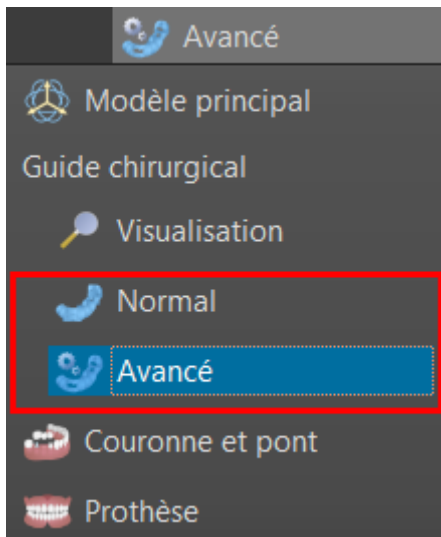 Avancé
Modèle principal
Guide chirurgical
Visualisation
Normal
Avancé
Couronne et pont
Prothèse